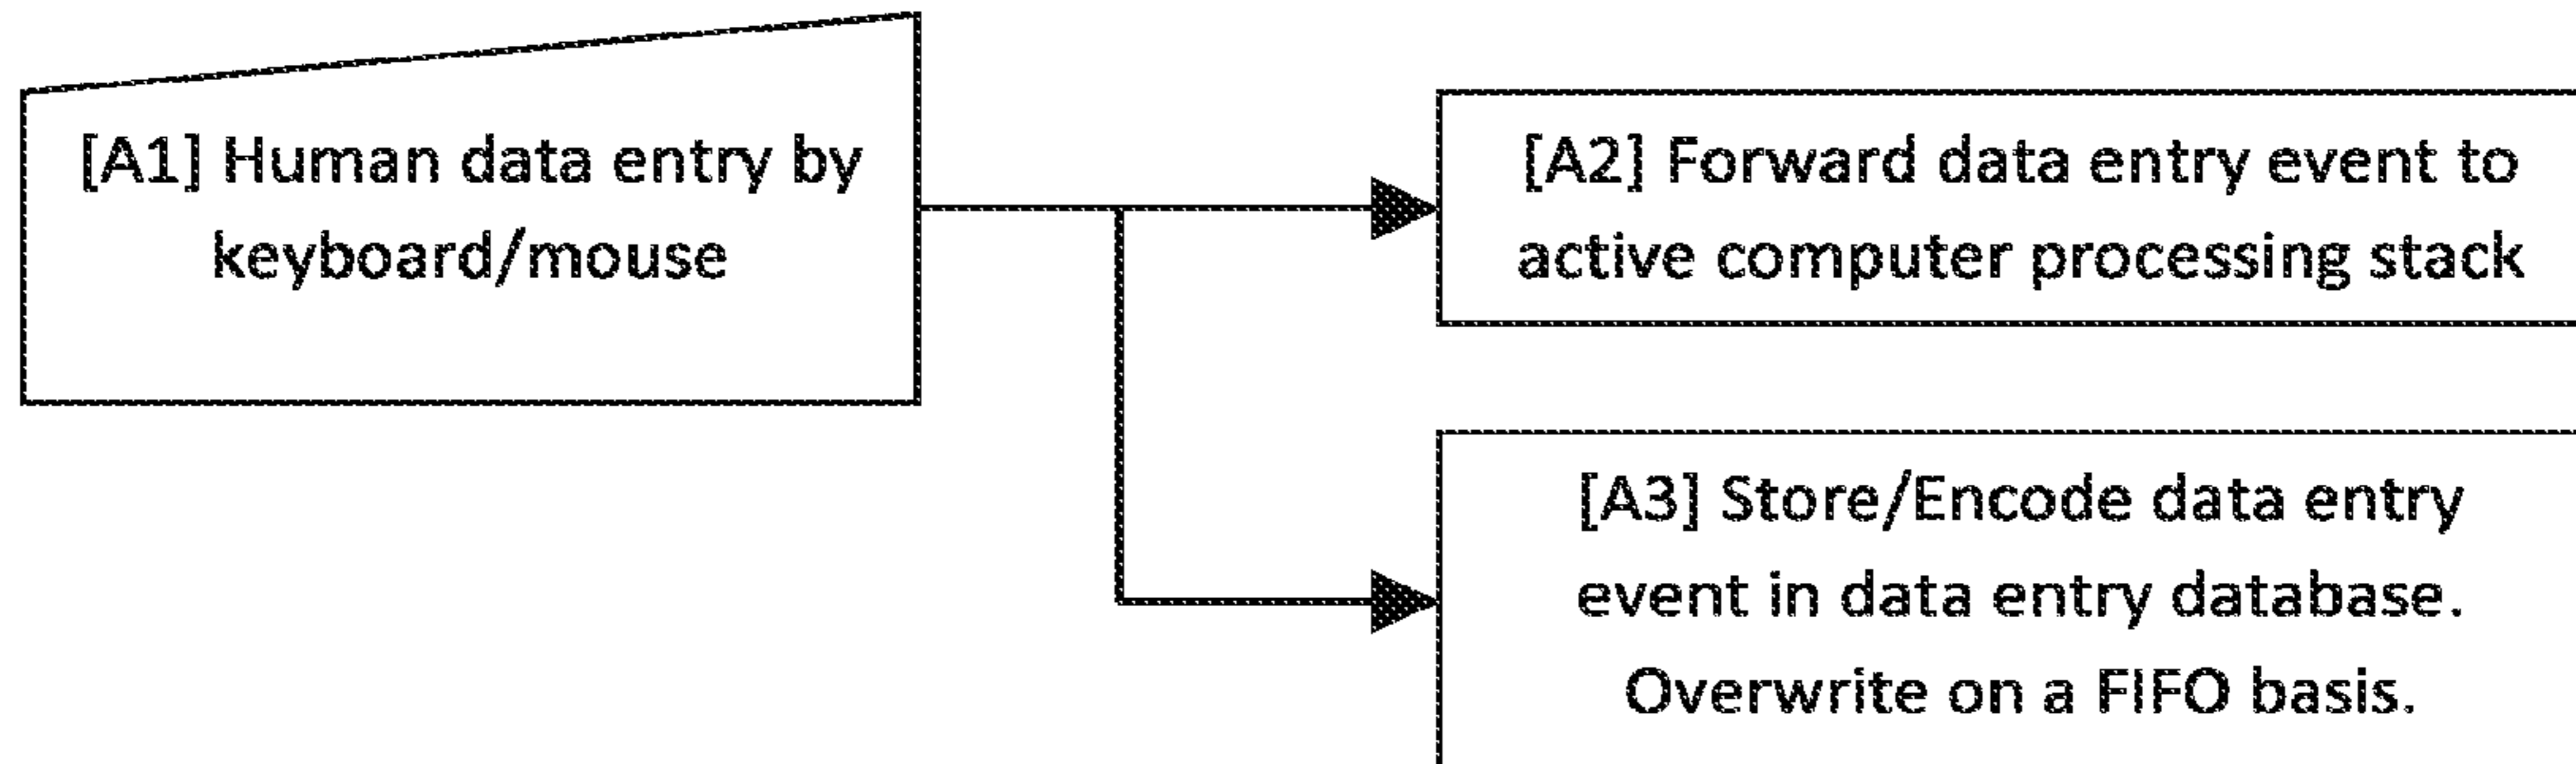 [A1] Human data entry by
keyboard/mouse
[A2] Forward data entry event to
active computer processing stack
[A3] Store/Encode data entry
event in data entry database.
Overwrite on a FIFO basis.